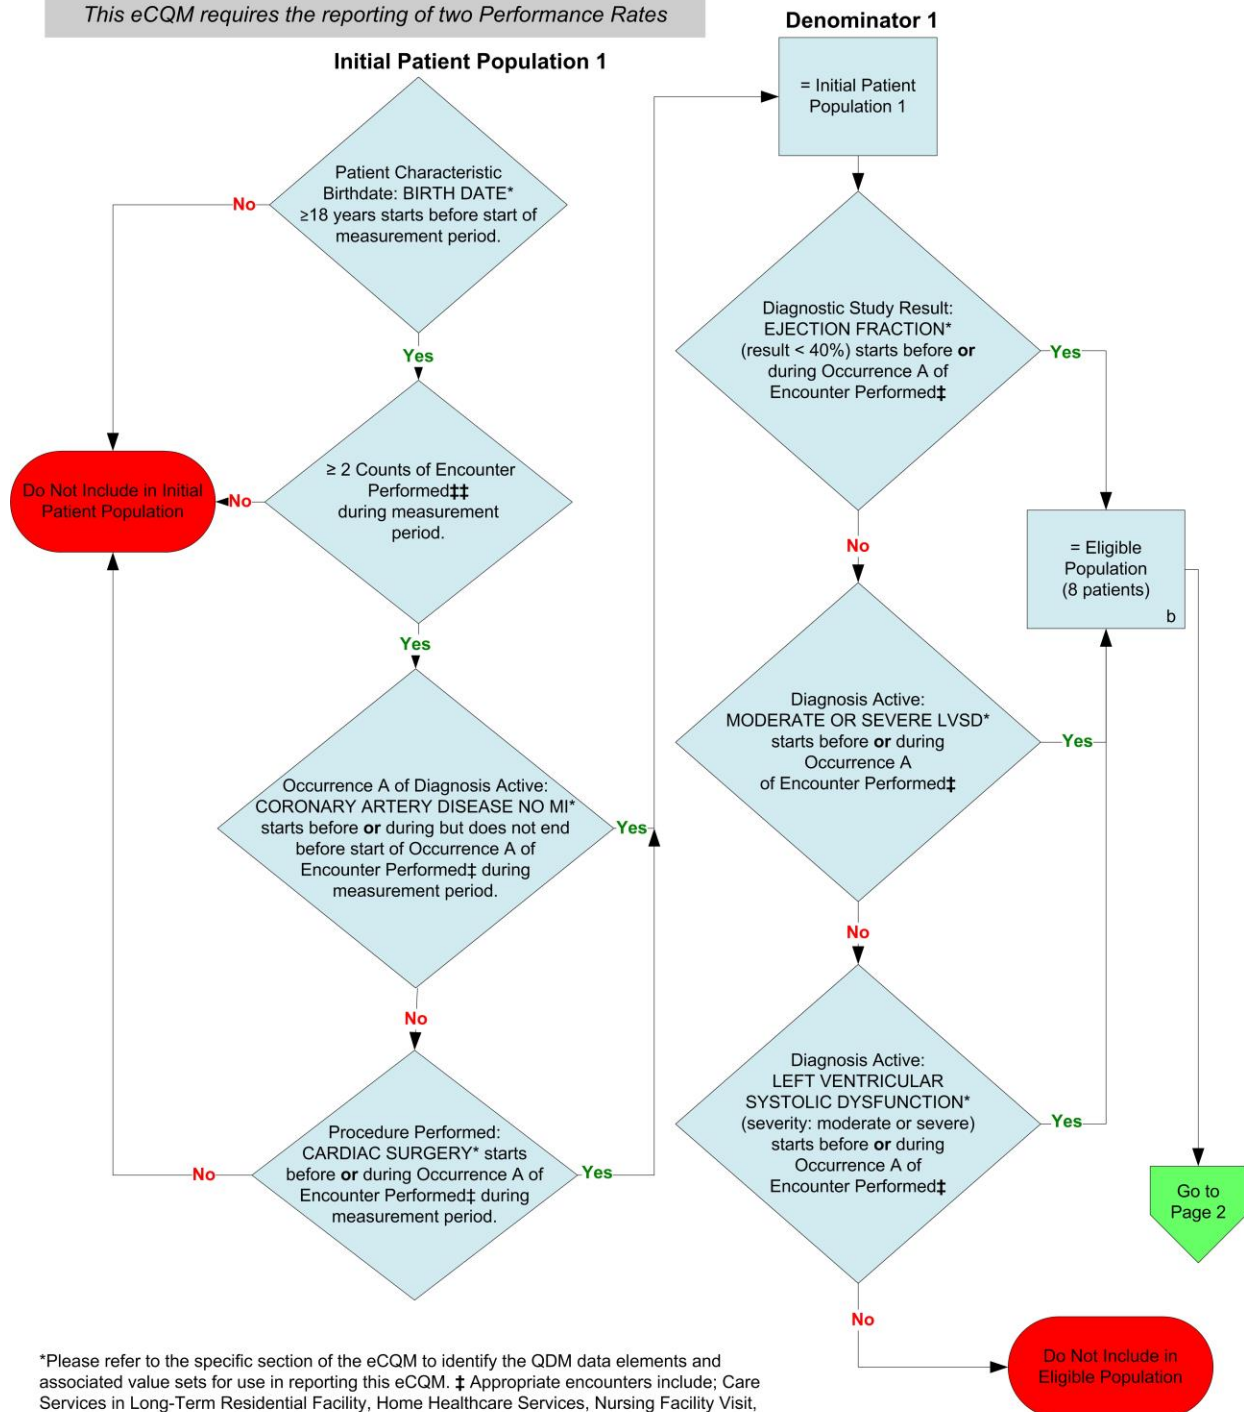 This eCQM requires the reporting of two Performance Rates
Initial Patient Population 1
Patient Characteristic
Birthdate: BIRTH DATE*
≥18 years starts before start of
measurement period.
No
Yes
≥ 2 Counts of Encounter
Performed‡‡
during measurement
period.
No
Do Not Include in Initial
Patient Population
Yes
Occurrence A of Diagnosis Active:
CORONARY ARTERY DISEASE NO MI*
starts before or during but does not end
before start of Occurrence A of
Encounter Performed‡ during
measurement period.
Yes
No
Procedure Performed:
CARDIAC SURGERY* starts
before or during Occurrence A of
Encounter Performed‡ during
measurement period.
No
Yes
Denominator 1
= Initial Patient
Population 1
Diagnostic Study Result:
EJECTION FRACTION*
(result < 40%) starts before or
during Occurrence A of
Encounter Performed‡
Yes
No
= Eligible
Population
(8 patients)
b
Diagnosis Active:
MODERATE OR SEVERE LVSD*
starts before or during
Occurrence A
of Encounter Performed‡
Yes
No
Diagnosis Active:
LEFT VENTRICULAR
SYSTOLIC DYSFUNCTION*
(severity: moderate or severe)
starts before or during
Occurrence A of
Encounter Performed‡
Yes
Go to
Page 2
No
Do Not Include in
Eligible Population
*Please refer to the specific section of the eCQM to identify the QDM data elements and
associated value sets for use in reporting this eCQM. ‡ Appropriate encounters include; Care
Services in Long-Term Residential Facility, Home Healthcare Services, Nursing Facility Visit,